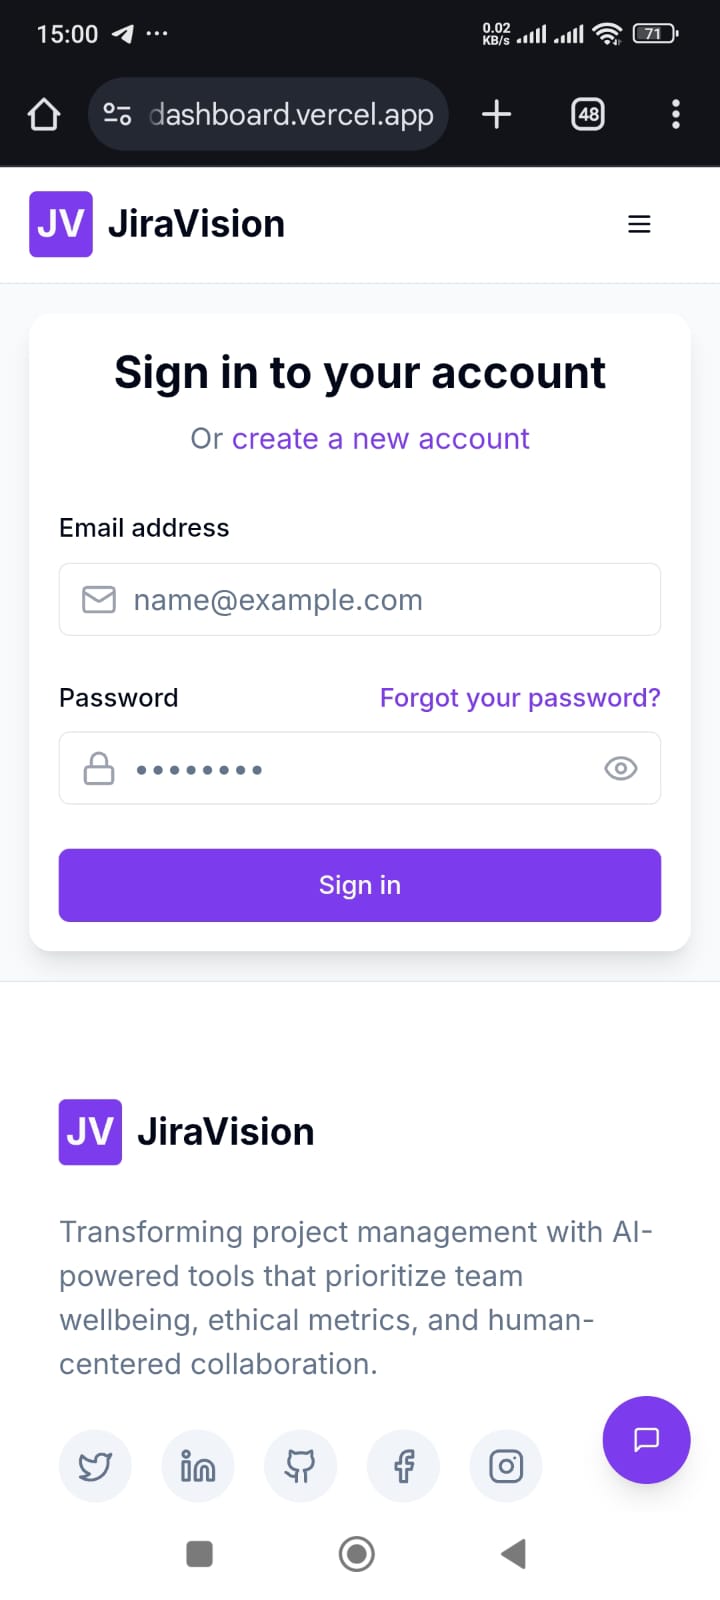 15:00
0.02
KB/s
71
dashboard.vercel.app
48
JV JiraVision
Sign in to your account
Or create a new account
Email address
name@example.com
Password Forgot your password?
••••••••
Sign in
JV JiraVision
Transforming project management with AI-
powered tools that prioritize team
wellbeing, ethical metrics, and human-
centered collaboration.